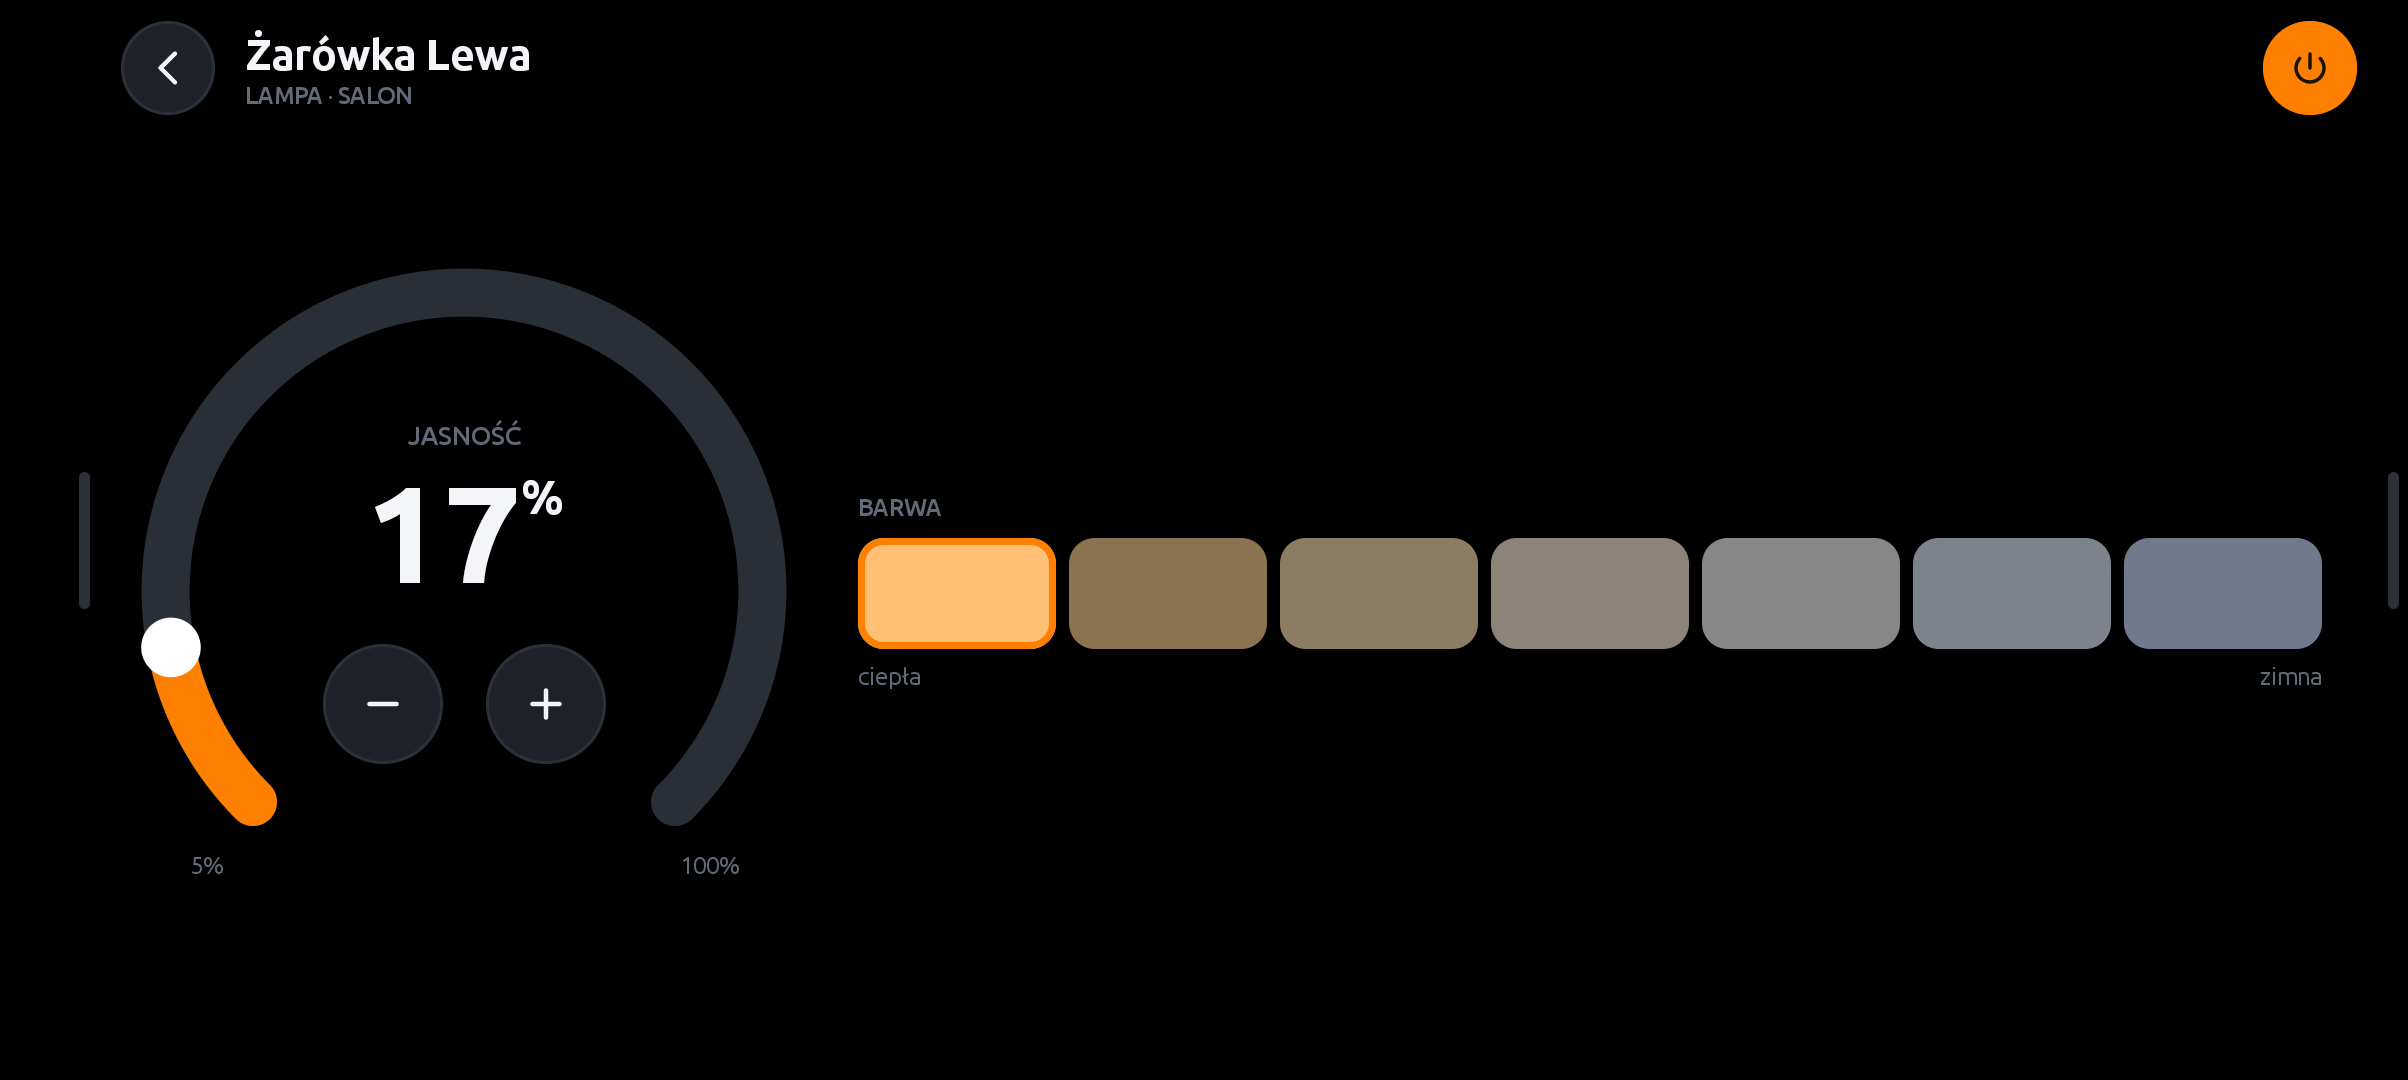 Żarówka Lewa
LAMPA · SALON
JASNOŚĆ
17%
5%
100%
BARWA
ciepła
zimna